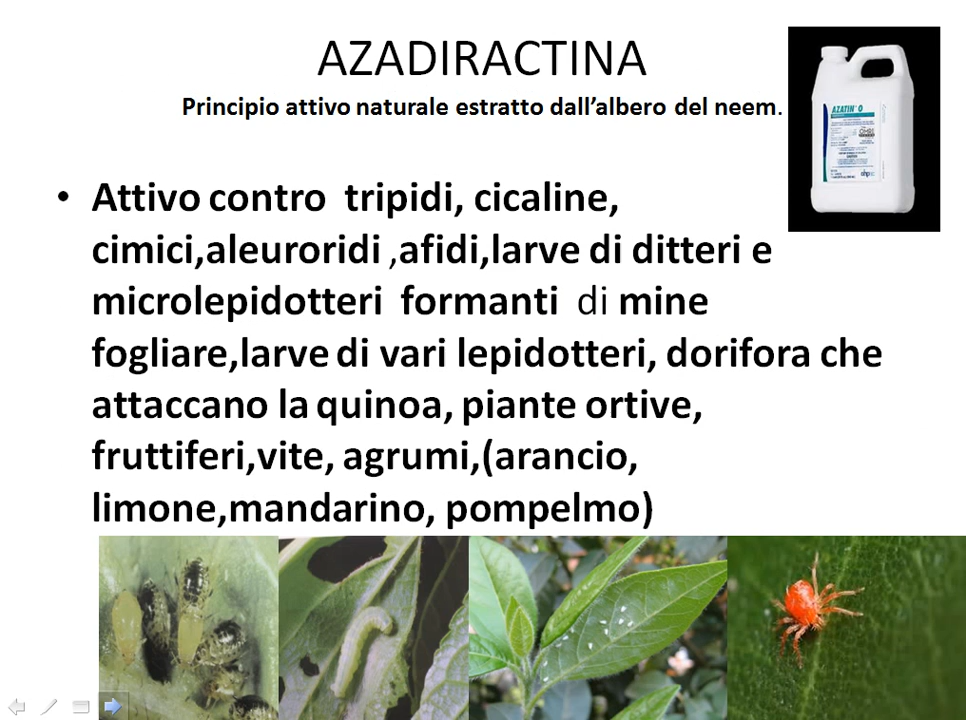 AZADIRACTINA
Principio attivo naturale estratto dall’albero del neem.
AZATIN O
OMRI
ohp
• Attivo contro tripidi, cicaline,
cimici,aleuroridi ,afidi,larve di ditteri e
microlepidotteri formanti di mine
fogliare,larve di vari lepidotteri, dorifora che
attaccano la quinoa, piante ortive,
fruttiferi,vite, agrumi,(arancio,
limone,mandarino, pompelmo)